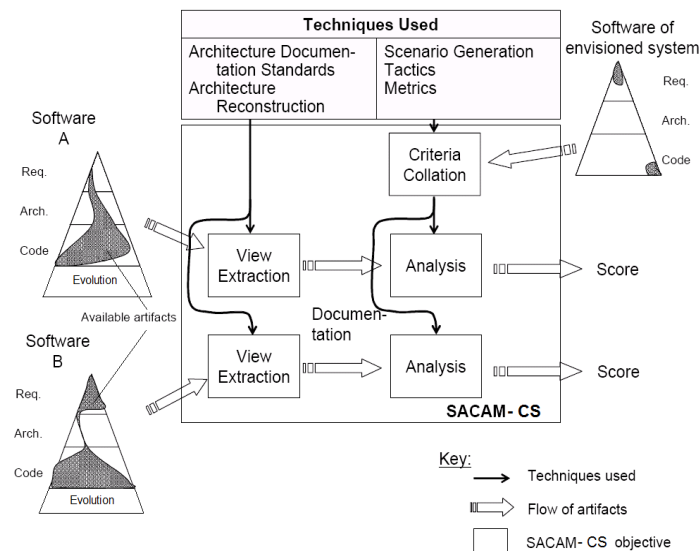 Techniques Used
Architecture Documen-
tation Standards
Architecture
Reconstruction
Scenario Generation
Tactics
Metrics
Software of
envisioned system
Req.
Arch.
Code
Software
A
Req.
Arch.
Code
Evolution
Available artifacts
Software
B
Req.
Arch.
Code
Evolution
Criteria
Collation
View
Extraction
Analysis
Score
Documen-
tation
View
Extraction
Analysis
Score
SACAM- CS
Key:
Techniques used
Flow of artifacts
SACAM- CS objective